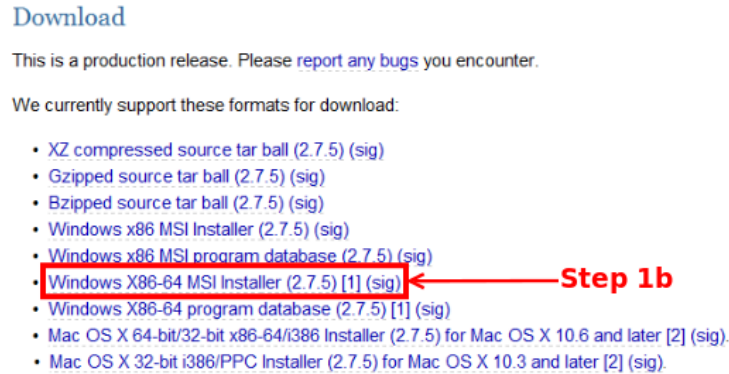 Download
This is a production release. Please report any bugs you encounter.
We currently support these formats for download:
• XZ compressed source tar ball (2.7.5) (sig)
• Gzipped source tar ball (2.7.5) (sig)
• Bzipped source tar ball (2.7.5) (sig)
• Windows x86 MSI Installer (2.7.5) (sig)
• Windows x86 MSI program database (2.7.5) (sig)
• Windows X86-64 MSI Installer (2.7.5) [1] (sig) Step 1b
• Windows X86-64 program database (2.7.5) [1] (sig)
• Mac OS X 64-bit/32-bit x86-64/i386 Installer (2.7.5) for Mac OS X 10.6 and later [2] (sig).
• Mac OS X 32-bit i386/PPC Installer (2.7.5) for Mac OS X 10.3 and later [2] (sig).